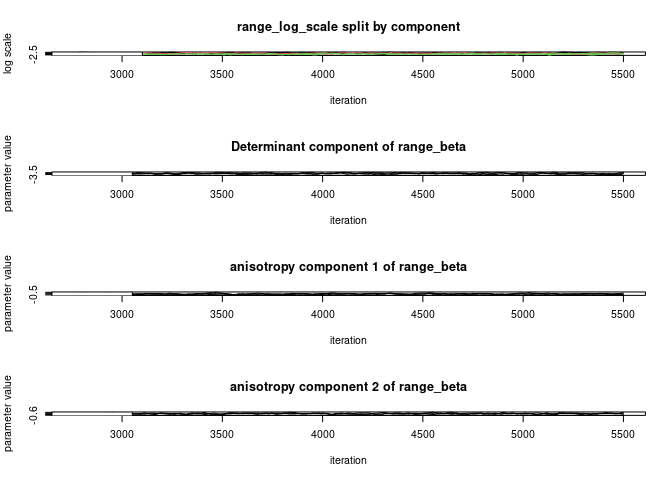 range_log_scale split by component
log scale
-2.5
3000 3500 4000 4500 5000 5500
iteration
Determinant component of range_beta
parameter value
-3.5
3000 3500 4000 4500 5000 5500
iteration
anisotropy component 1 of range_beta
parameter value
-0.5
3000 3500 4000 4500 5000 5500
iteration
anisotropy component 2 of range_beta
parameter value
-0.6
3000 3500 4000 4500 5000 5500
iteration